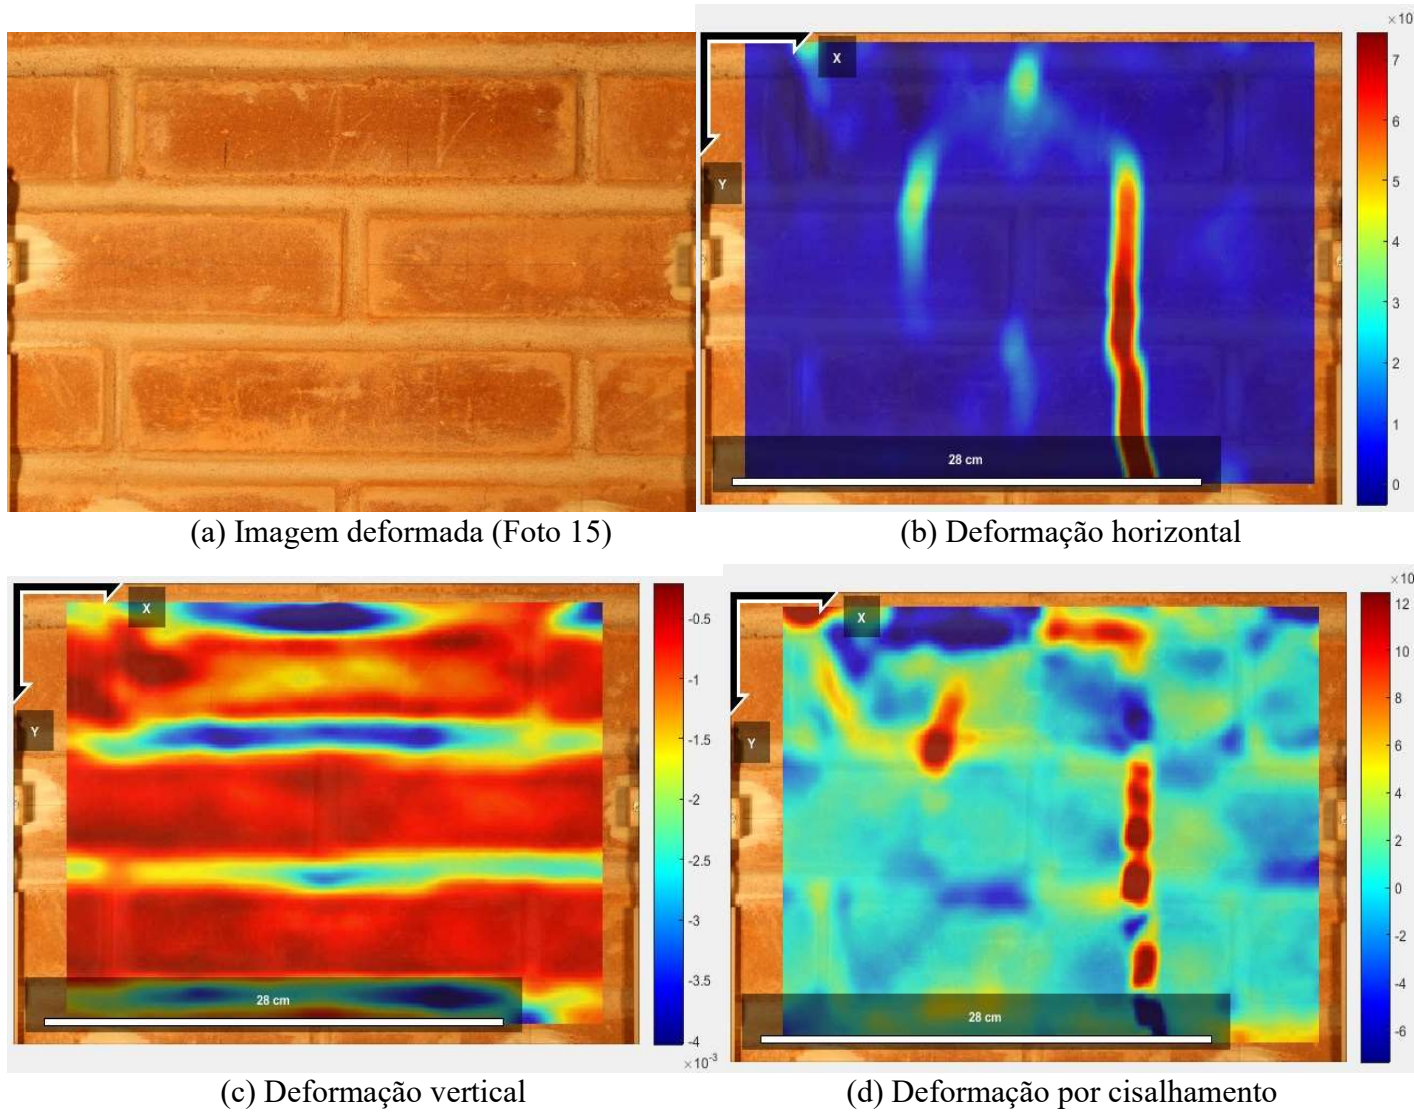 ×10
X
Y
7
6
5
4
3
2
1
0
28 cm
(a) Imagem deformada (Foto 15)
(b) Deformação horizontal
X
Y
-0.5
-1
-1.5
-2
-2.5
-3
-3.5
-4
×10⁻³
28 cm
×10
X
Y
12
10
8
6
4
2
0
-2
-4
-6
28 cm
(c) Deformação vertical
(d) Deformação por cisalhamento